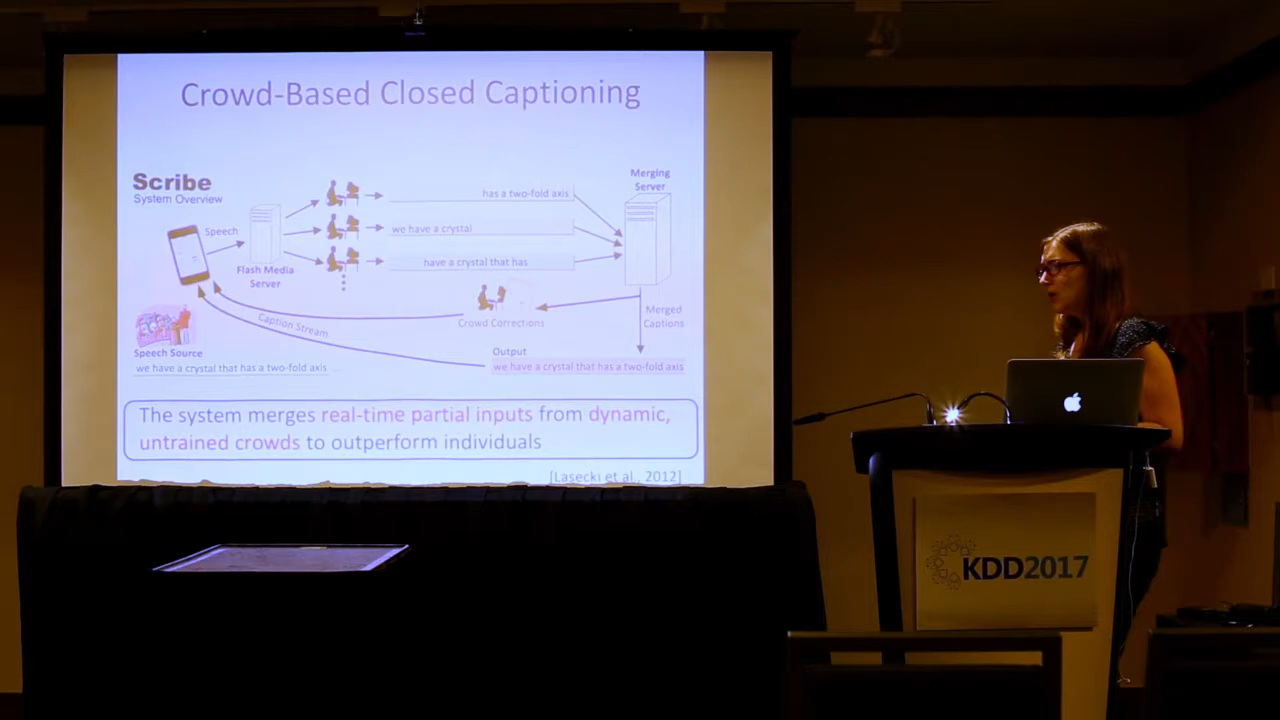 Crowd-Based Closed Captioning
Scribe
System Overview
Speech
Flash Media
Server
has a two-fold axis
we have a crystal
have a crystal that has
Merging
Server
Crowd Corrections
Merged
Captions
Caption Stream
Speech Source
we have a crystal that has a two-fold axis ...
Output
we have a crystal that has a two-fold axis
The system merges real-time partial inputs from dynamic,
untrained crowds to outperform individuals
[Lasecki et al., 2012]
KDD2017